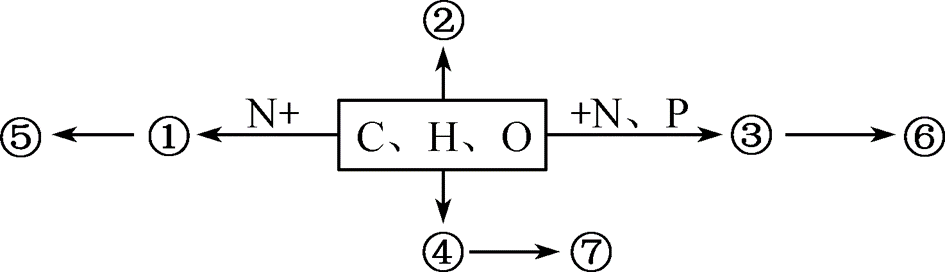 ②
⑤ ① N+ C、H、O +N、P ③ ⑥
④ ⑦